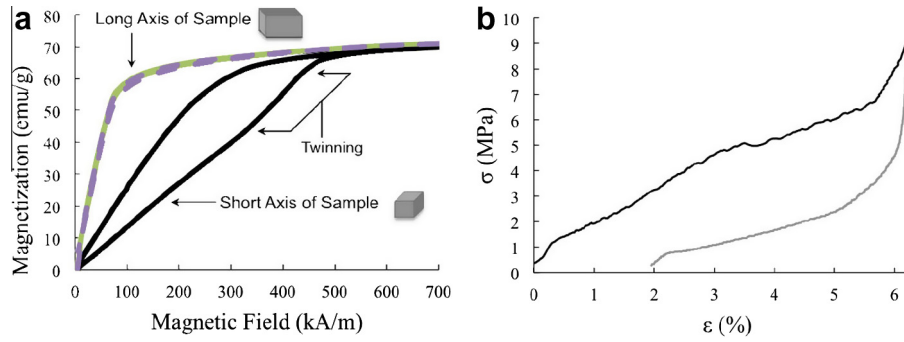 a
Long Axis of Sample
Twinning
Short Axis of Sample
Magnetization (emu/g)
80
70
60
50
40
30
20
10
0
0 100 200 300 400 500 600 700
Magnetic Field (kA/m)
b
σ (MPa)
10
9
8
7
6
5
4
3
2
1
0
0 1 2 3 4 5 6
ε (%)